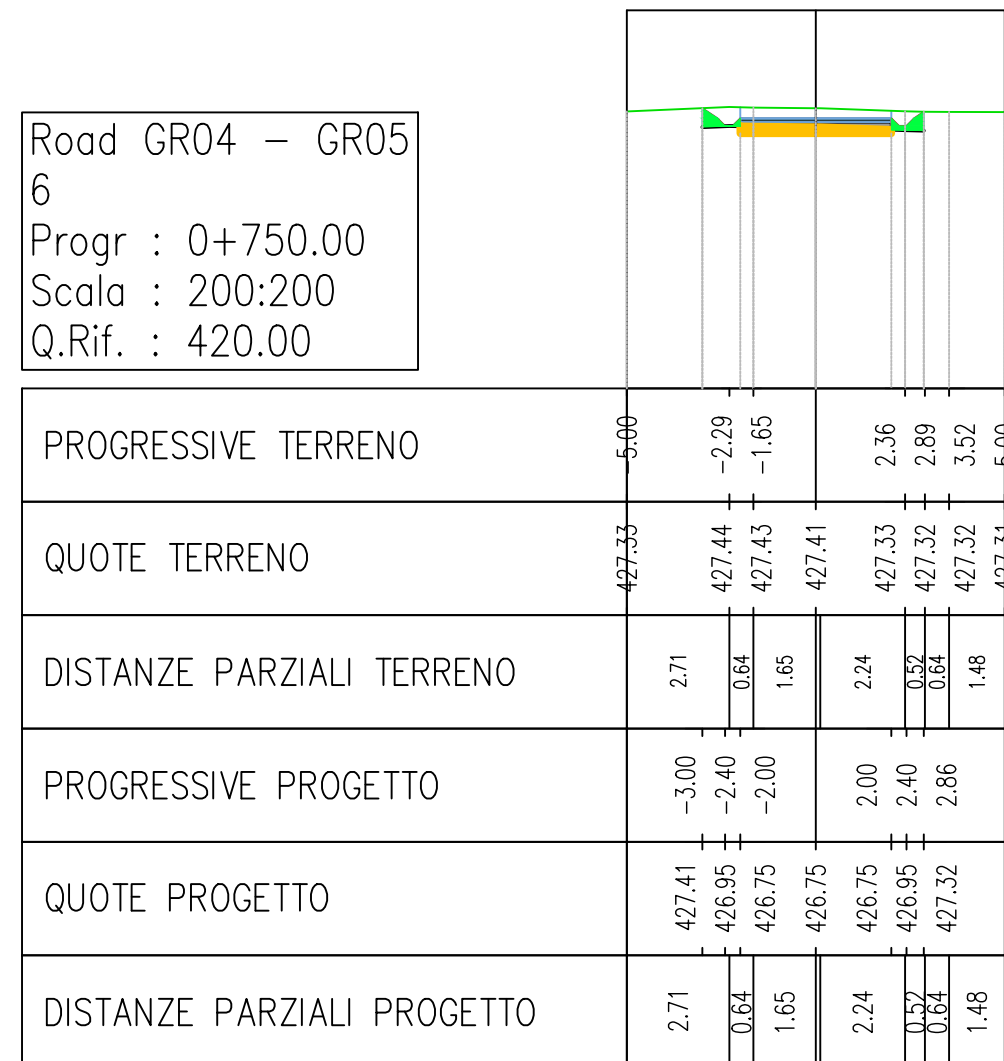 Road GR04 - GR05
6
Progr : 0+750.00
Scala : 200:200
Q.Rif. : 420.00
PROGRESSIVE TERRENO -5.00 -2.29 -1.65 2.36 2.89 3.52 5.00
QUOTE TERRENO 427.33 427.44 427.43 427.41 427.33 427.32 427.32 427.31
DISTANZE PARZIALI TERRENO 2.71 0.64 1.65 2.24 0.52 0.64 1.48
PROGRESSIVE PROGETTO -3.00 -2.40 -2.00 2.00 2.40 2.86
QUOTE PROGETTO 427.41 426.95 426.75 426.75 426.75 426.95 427.32
DISTANZE PARZIALI PROGETTO 2.71 0.64 1.65 2.24 0.52 0.64 1.48